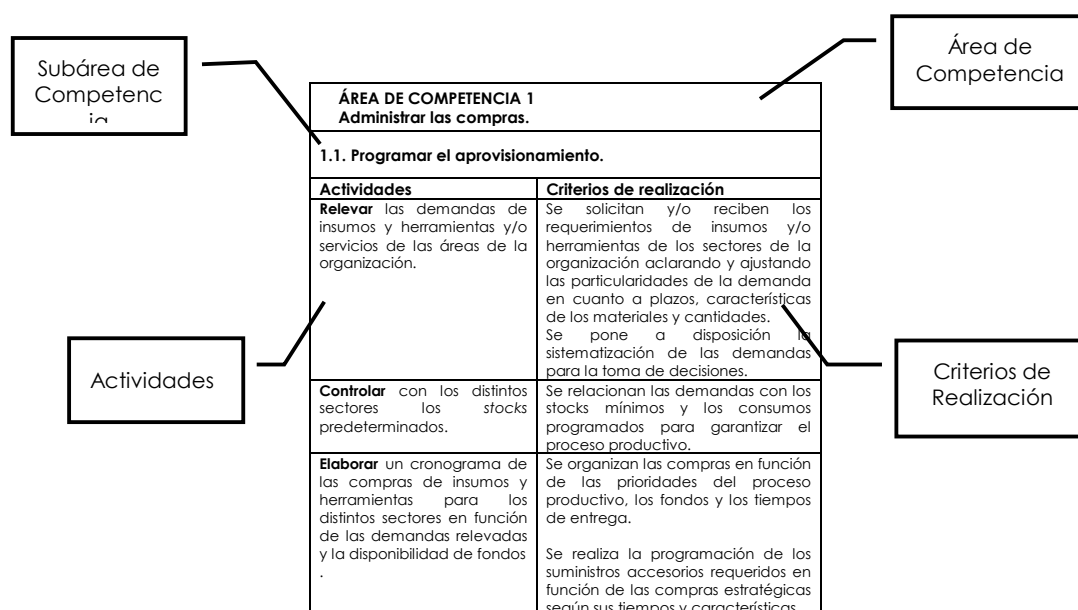 Subárea de
Competenc
ia
Área de
Competencia
ÁREA DE COMPETENCIA 1
Administrar las compras.
1.1. Programar el aprovisionamiento.
Actividades
Criterios de realización
Relevar las demandas de
insumos y herramientas y/o
servicios de las áreas de la
organización.
Se solicitan y/o reciben los
requerimientos de insumos y/o
herramientas de los sectores de la
organización aclarando y ajustando
las particularidades de la demanda
en cuanto a plazos, características
de los materiales y cantidades.
Se pone a disposición la
sistematización de las demandas
para la toma de decisiones.
Controlar con los distintos
sectores los stocks
predeterminados.
Se relacionan las demandas con los
stocks mínimos y los consumos
programados para garantizar el
proceso productivo.
Elaborar un cronograma de
las compras de insumos y
herramientas para los
distintos sectores en función
de las demandas relevadas
y la disponibilidad de fondos
.
Se organizan las compras en función
de las prioridades del proceso
productivo, los fondos y los tiempos
de entrega.
Se realiza la programación de los
suministros accesorios requeridos en
función de las compras estratégicas
según sus tiempos y características
Actividades
Criterios de
Realización